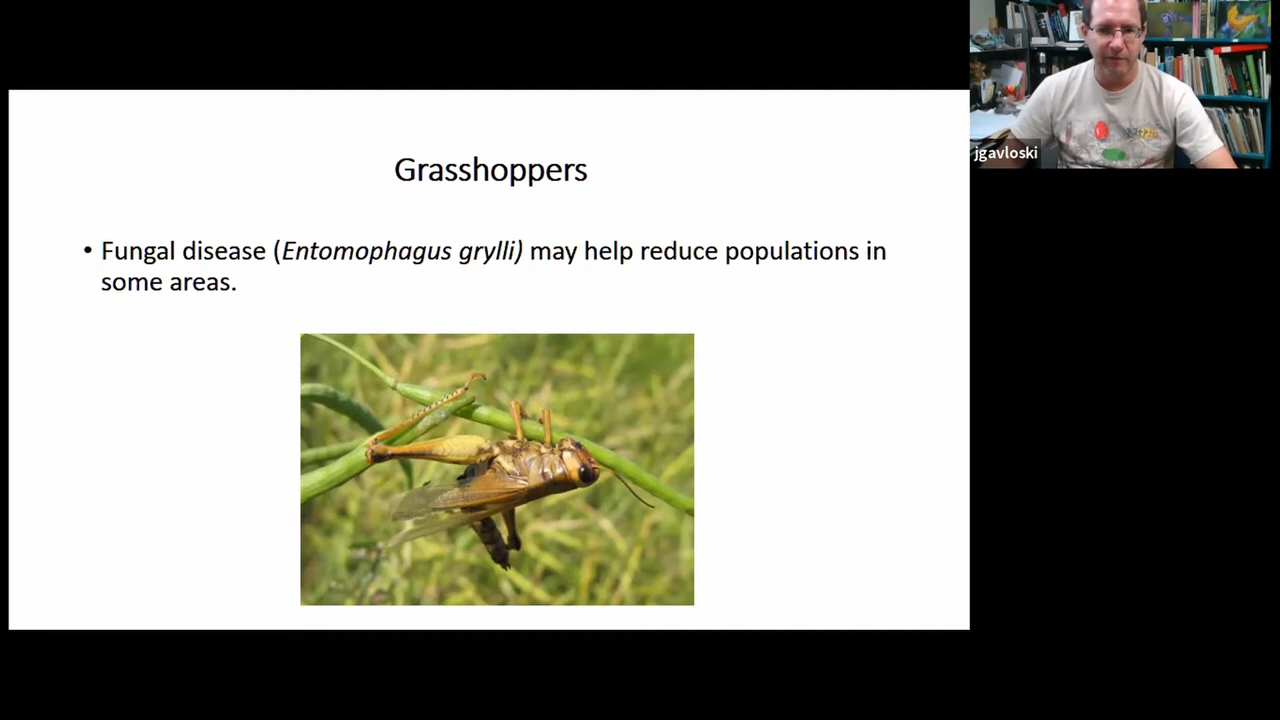 jgavloski
Grasshoppers
• Fungal disease (Entomophagus grylli) may help reduce populations in
some areas.